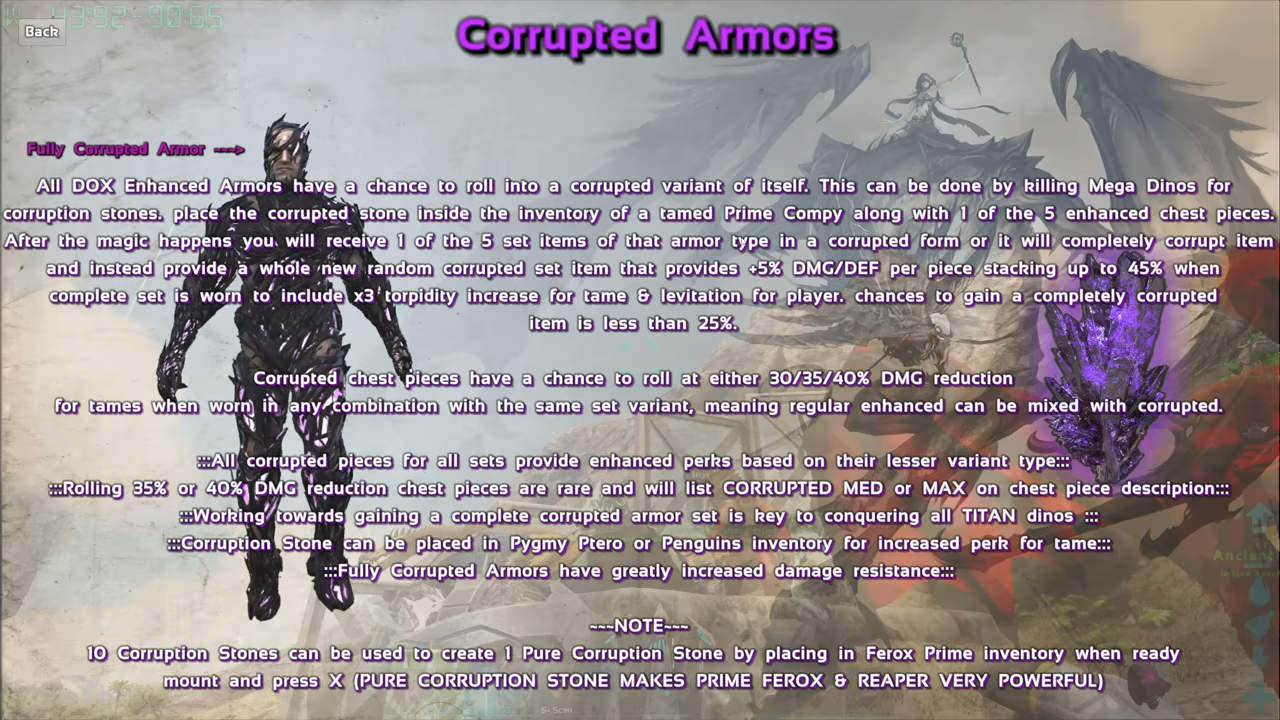 43.92-90.65
Back
Corrupted Armors
Fully Corrupted Armor ~~~>
All DOX Enhanced Armors have a chance to roll into a corrupted variant of itself. This can be done by killing Mega Dinos for
corruption stones. place the corrupted stone inside the inventory of a tamed Prime Compy along with 1 of the 5 enhanced chest pieces.
After the magic happens you will receive 1 of the 5 set items of that armor type in a corrupted form or it will completely corrupt item
and instead provide a whole new random corrupted set item that provides +5% DMG/DEF per piece stacking up to 45% when
complete set is worn to include x3 torpidity increase for tame & levitation for player. chances to gain a completely corrupted
item is less than 25%.
Corrupted chest pieces have a chance to roll at either 30/35/40% DMG reduction
for tames when worn in any combination with the same set variant, meaning regular enhanced can be mixed with corrupted.
:::All corrupted pieces for all sets provide enhanced perks based on their lesser variant type:::
:::Rolling 35% or 40% DMG reduction chest pieces are rare and will list CORRUPTED MED or MAX on chest piece description:::
:::Working towards gaining a complete corrupted armor set is key to conquering all TITAN dinos :::
:::Corruption Stone can be placed in Pygmy Ptero or Penguins inventory for increased perk for tame:::
:::Fully Corrupted Armors have greatly increased damage resistance:::
Ancient
~~~NOTE~~~
10 Corruption Stones can be used to create 1 Pure Corruption Stone by placing in Ferox Prime inventory when ready
mount and press X (PURE CORRUPTION STONE MAKES PRIME FEROX & REAPER VERY POWERFUL)
S+ Scan